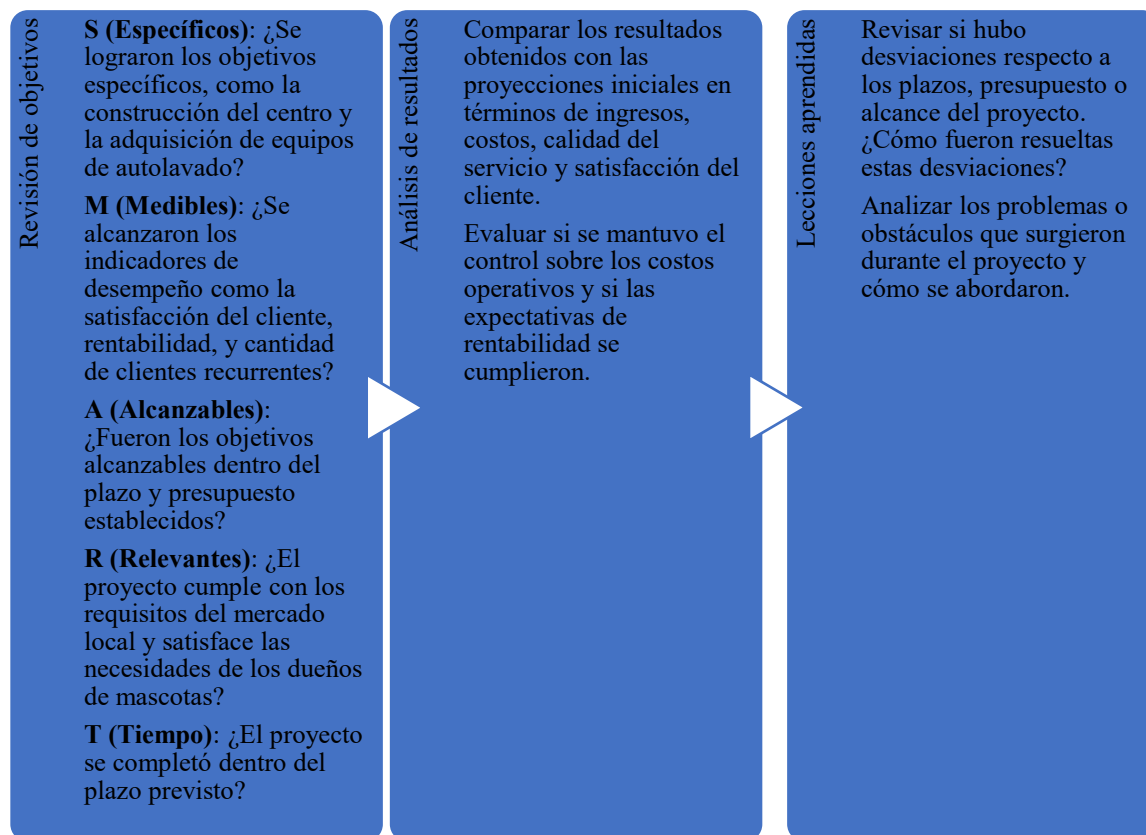 Revisión de objetivos
S (Específicos): ¿Se
lograron los objetivos
específicos, como la
construcción del centro y
la adquisición de equipos
de autolavado?
M (Medibles): ¿Se
alcanzaron los
indicadores de
desempeño como la
satisfacción del cliente,
rentabilidad, y cantidad
de clientes recurrentes?
A (Alcanzables):
¿Fueron los objetivos
alcanzables dentro del
plazo y presupuesto
establecidos?
R (Relevantes): ¿El
proyecto cumple con los
requisitos del mercado
local y satisface las
necesidades de los dueños
de mascotas?
T (Tiempo): ¿El proyecto
se completó dentro del
plazo previsto?
Análisis de resultados
Comparar los resultados
obtenidos con las
proyecciones iniciales en
términos de ingresos,
costos, calidad del
servicio y satisfacción del
cliente.
Evaluar si se mantuvo el
control sobre los costos
operativos y si las
expectativas de
rentabilidad se
cumplieron.
Lecciones aprendidas
Revisar si hubo
desviaciones respecto a
los plazos, presupuesto o
alcance del proyecto.
¿Cómo fueron resueltas
estas desviaciones?
Analizar los problemas o
obstáculos que surgieron
durante el proyecto y
cómo se abordaron.